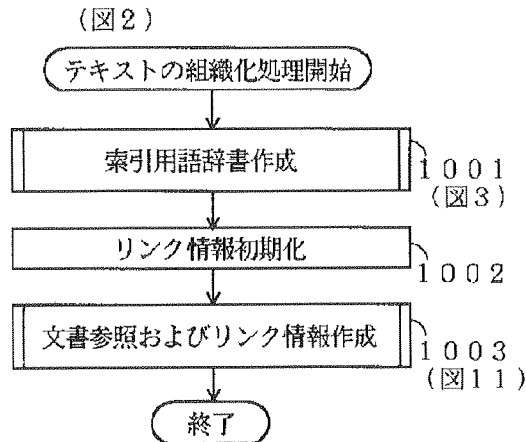 (図2)
テキストの組織化処理開始
索引用語辞書作成
1001
(図3)
リンク情報初期化
1002
文書参照およびリンク情報作成
1003
(図11)
終了